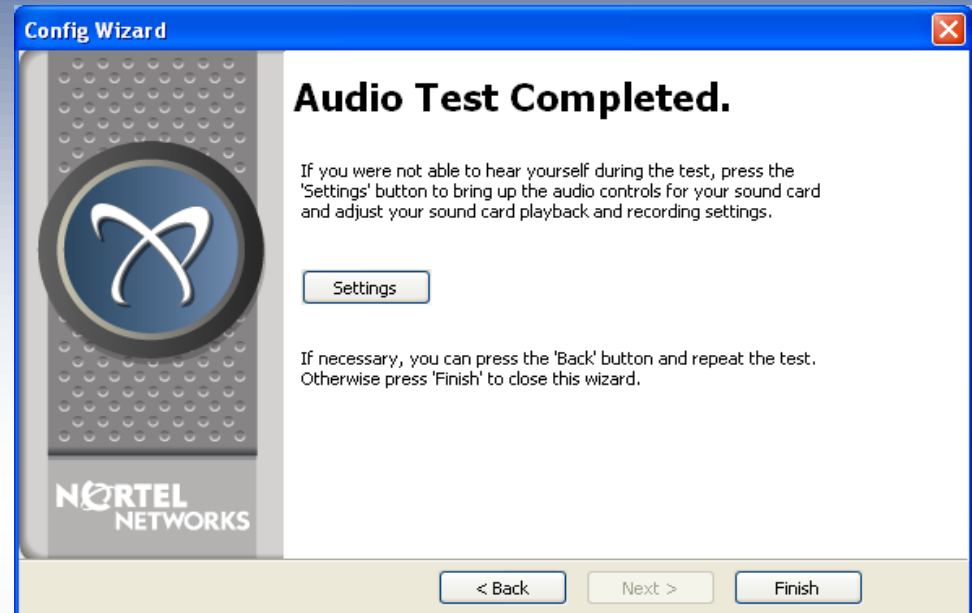 Config Wizard
Audio Test Completed.
If you were not able to hear yourself during the test, press the
'Settings' button to bring up the audio controls for your sound card
and adjust your sound card playback and recording settings.
Settings
If necessary, you can press the 'Back' button and repeat the test.
Otherwise press 'Finish' to close this wizard.
NORTEL
NETWORKS
< Back
Next >
Finish